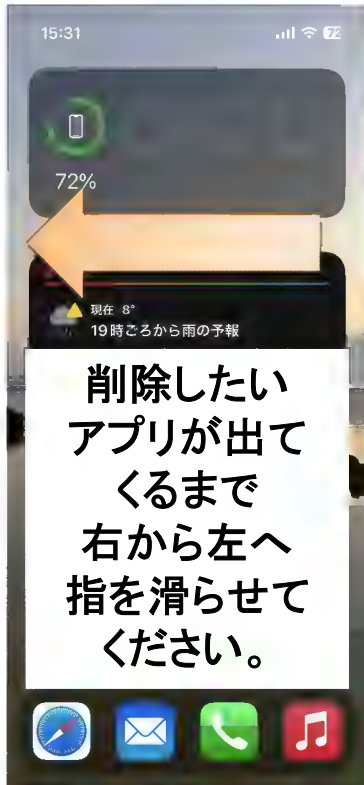 15:31
72
72%
現在 8°
19時ごろから雨の予報
削除したい
アプリが出て
くるまで
右から左へ
指を滑らせて
ください。